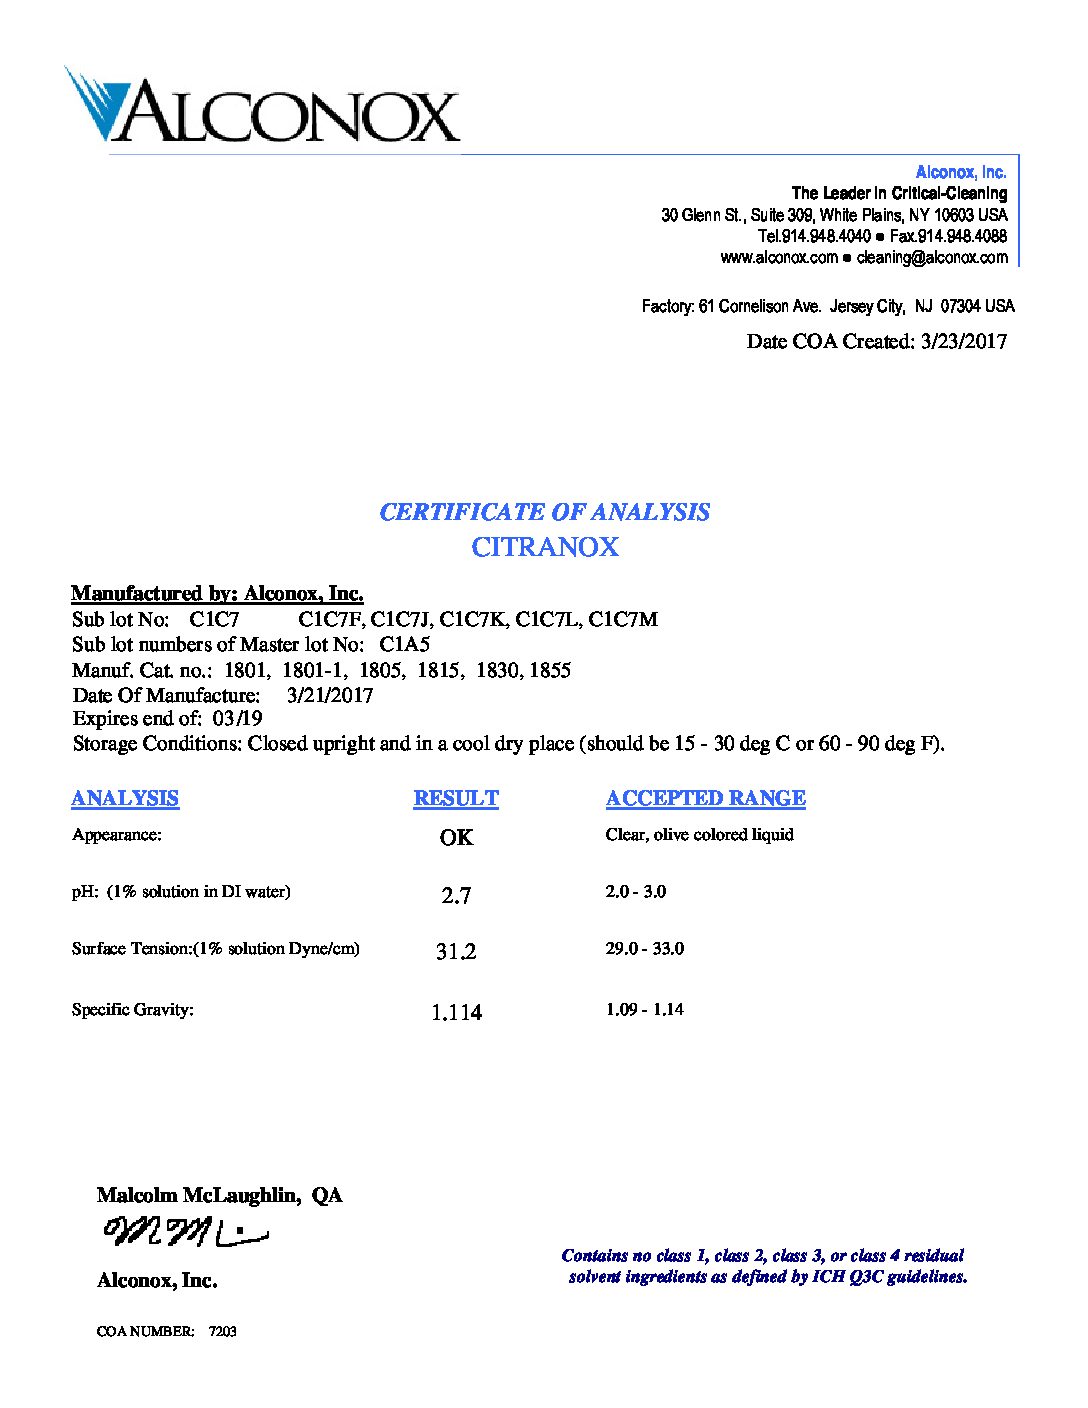 ALCONOX
Alconox, Inc.
The Leader in Critical-Cleaning
30 Glenn St., Suite 309, White Plains, NY 10603 USA
Tel.914.948.4040 ● Fax.914.948.4088
www.alconox.com ● cleaning@alconox.com
Factory: 61 Cornelison Ave. Jersey City, NJ 07304 USA
Date COA Created: 3/23/2017
CERTIFICATE OF ANALYSIS
CITRANOX
Manufactured by: Alconox, Inc.
Sub lot No: C1C7 C1C7F, C1C7J, C1C7K, C1C7L, C1C7M
Sub lot numbers of Master lot No: C1A5
Manuf. Cat. no.: 1801, 1801-1, 1805, 1815, 1830, 1855
Date Of Manufacture: 3/21/2017
Expires end of: 03/19
Storage Conditions: Closed upright and in a cool dry place (should be 15 - 30 deg C or 60 - 90 deg F).
ANALYSIS RESULT ACCEPTED RANGE
Appearance: OK Clear, olive colored liquid
pH: (1% solution in DI water) 2.7 2.0 - 3.0
Surface Tension:(1% solution Dyne/cm) 31.2 29.0 - 33.0
Specific Gravity: 1.114 1.09 - 1.14
Malcolm McLaughlin, QA
Alconox, Inc.
Contains no class 1, class 2, class 3, or class 4 residual
solvent ingredients as defined by ICH Q3C guidelines.
COA NUMBER: 7203